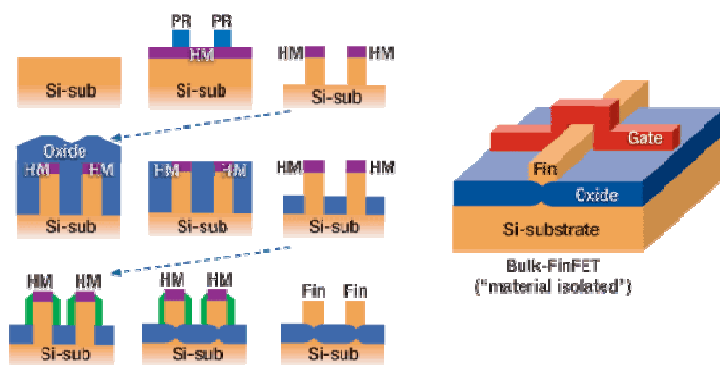 PR PR
HM
Si-sub
Si-sub
HM HM
Si-sub
Oxide
HM HM
Si-sub
HM HM
Si-sub
HM HM
Si-sub
HM HM
Si-sub
HM HM
Si-sub
Fin Fin
Si-sub
Gate
Fin
Oxide
Si-substrate
Bulk-FinFET
("material isolated")